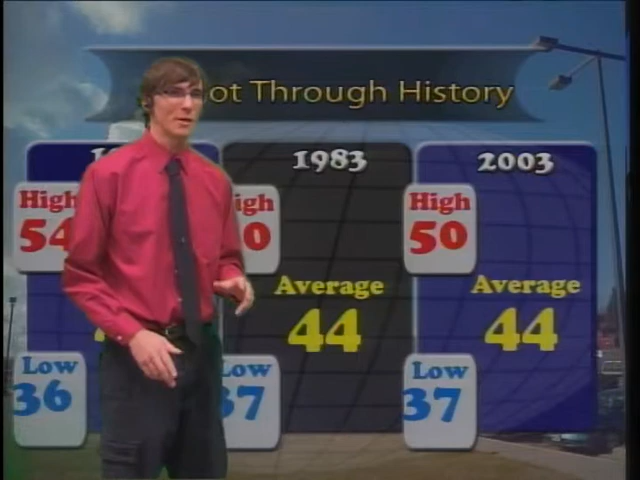 ot Through History
1983
2003
High
54
igh
0
High
50
Average
44
Average
44
Low
36
Low
37
Low
37